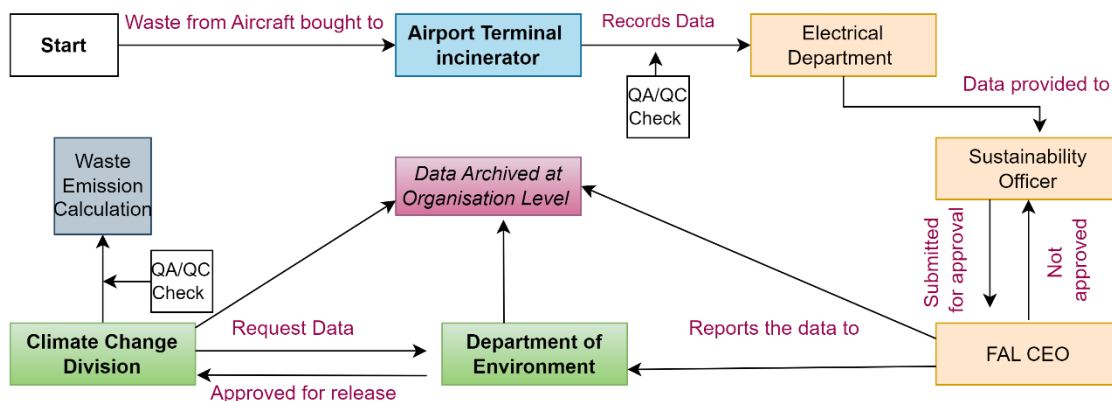 Start
Waste from Aircraft bought to
Airport Terminal
incinerator
Records Data
QA/QC
Check
Electrical
Department
Data provided to
Sustainability
Officer
Submitted
for approval
Not
approved
FAL CEO
Reports the data to
Department of
Environment
Data Archived at
Organisation Level
Request Data
Approved for release
Climate Change
Division
QA/QC
Check
Waste
Emission
Calculation